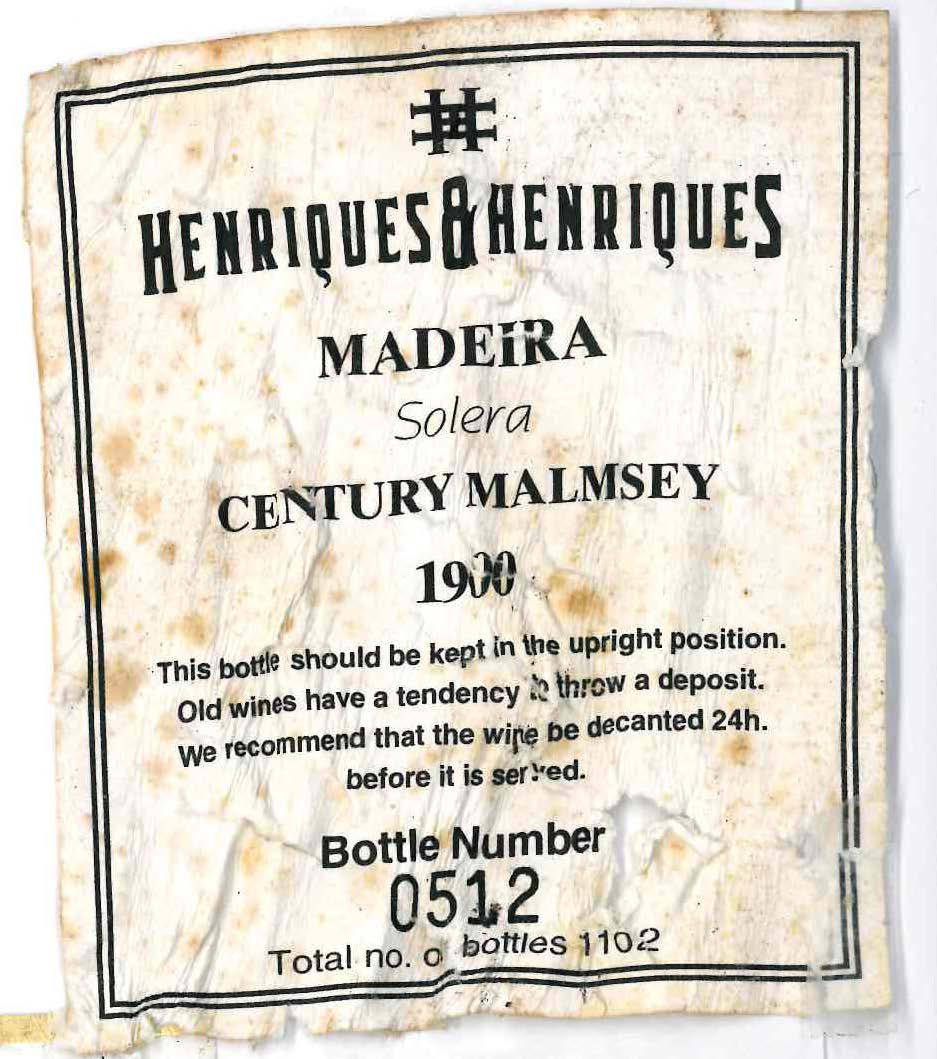 HENRIQUES & HENRIQUES
MADEIRA
Solera
CENTURY MALMSEY
1900
This bottle should be kept in the upright position.
Old wines have a tendency to throw a deposit.
We recommend that the wine be decanted 24h.
before it is served.
Bottle Number
0512
Total no. o bottles 1102